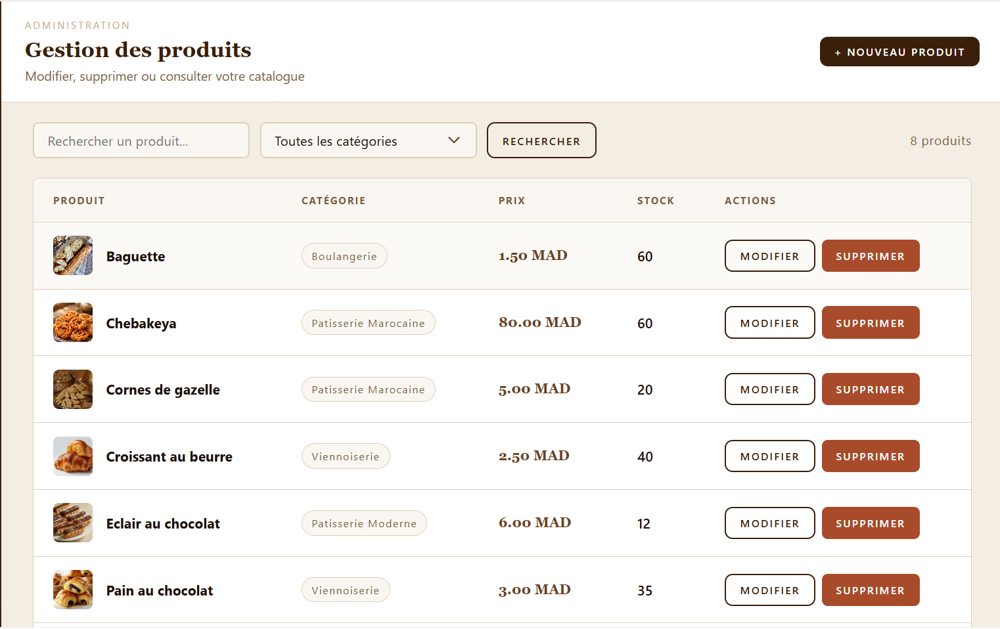 ADMINISTRATION
Gestion des produits
Modifier, supprimer ou consulter votre catalogue
+ NOUVEAU PRODUIT
Rechercher un produit...
Toutes les catégories
RECHERCHER
8 produits
PRODUIT CATÉGORIE PRIX STOCK ACTIONS
Baguette Boulangerie 1.50 MAD 60 MODIFIER SUPPRIMER
Chebakeya Patisserie Marocaine 80.00 MAD 60 MODIFIER SUPPRIMER
Cornes de gazelle Patisserie Marocaine 5.00 MAD 20 MODIFIER SUPPRIMER
Croissant au beurre Viennoiserie 2.50 MAD 40 MODIFIER SUPPRIMER
Eclair au chocolat Patisserie Moderne 6.00 MAD 12 MODIFIER SUPPRIMER
Pain au chocolat Viennoiserie 3.00 MAD 35 MODIFIER SUPPRIMER